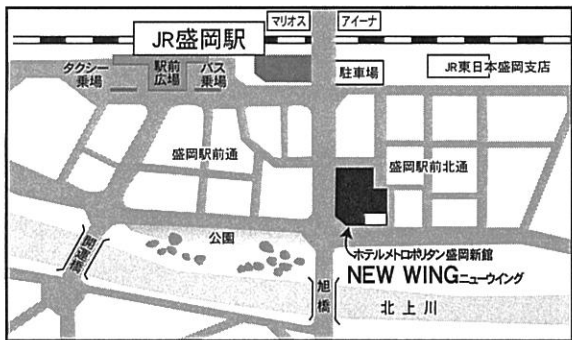 マリオス
アイーナ
JR盛岡駅
タクシー
乗場
駅前
広場
バス
乗場
駐車場
JR東日本盛岡支店
盛岡駅前通
盛岡駅前北通
公園
開運橋
ホテルメトロポリタン盛岡新館
NEW WINGニューウイング
旭橋
北上川